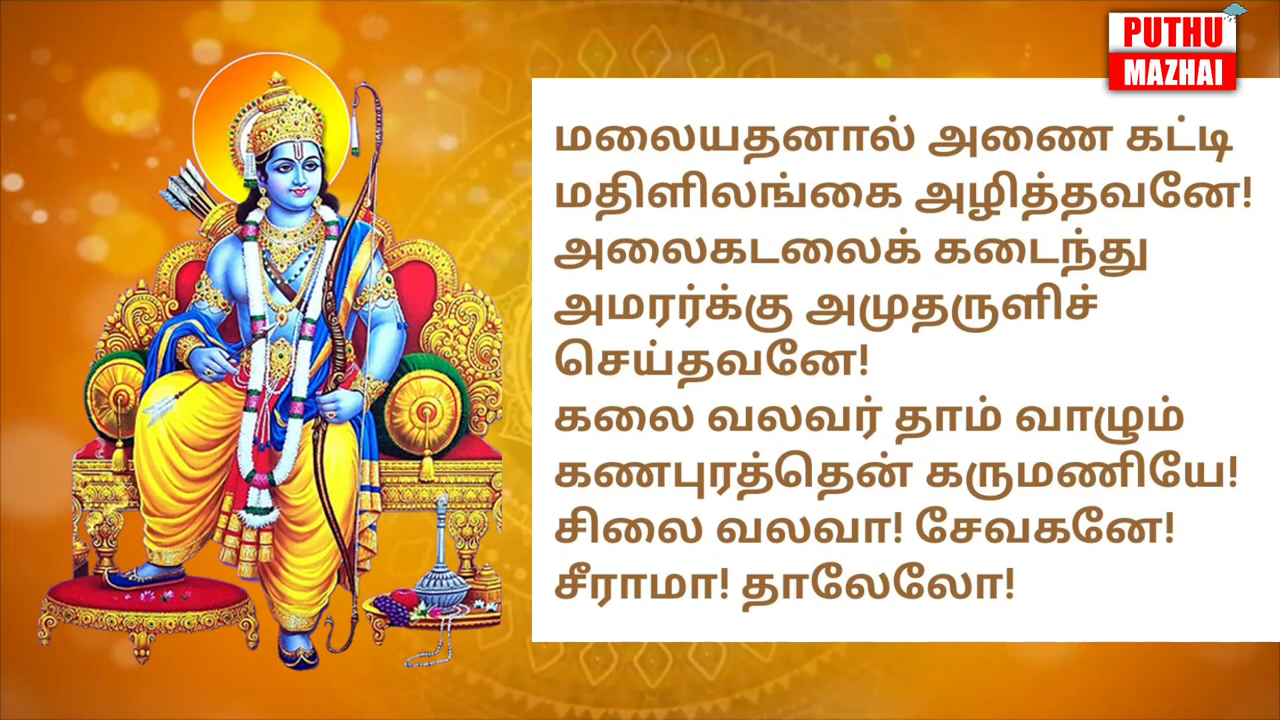 PUTHU
MAZHAI
மலையதனால் அணை கட்டி
மதிளிலங்கை அழித்தவனே!
அலைகடலைக் கடைந்து
அமரர்க்கு அமுதருளிச்
செய்தவனே!
கலை வலவர் தாம் வாழும்
கணபுரத்தென் கருமணியே!
சிலை வலவா! சேவகனே!
சீராமா! தாலேலோ!